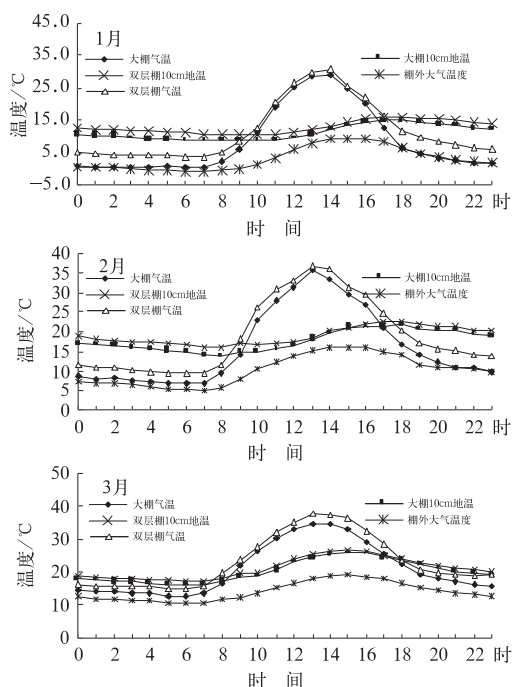 45.0
1月
大棚气温
大棚10cm地温
35.0
双层棚10cm地温
棚外大气温度
双层棚气温
25.0
温度/℃
15.0
5.0
−5.0
0 2 4 6 8 10 12 14 16 18 20 22 时
时 间
40
2月
大棚气温
大棚10cm地温
35
双层棚10cm地温
棚外大气温度
30
双层棚气温
25
温度/℃
20
15
10
5
0
0 2 4 6 8 10 12 14 16 18 20 22 时
时 间
50
3月
大棚气温
大棚10cm地温
40
双层棚10cm地温
棚外大气温度
双层棚气温
30
温度/℃
20
10
0
0 2 4 6 8 10 12 14 16 18 20 22 时
时 间